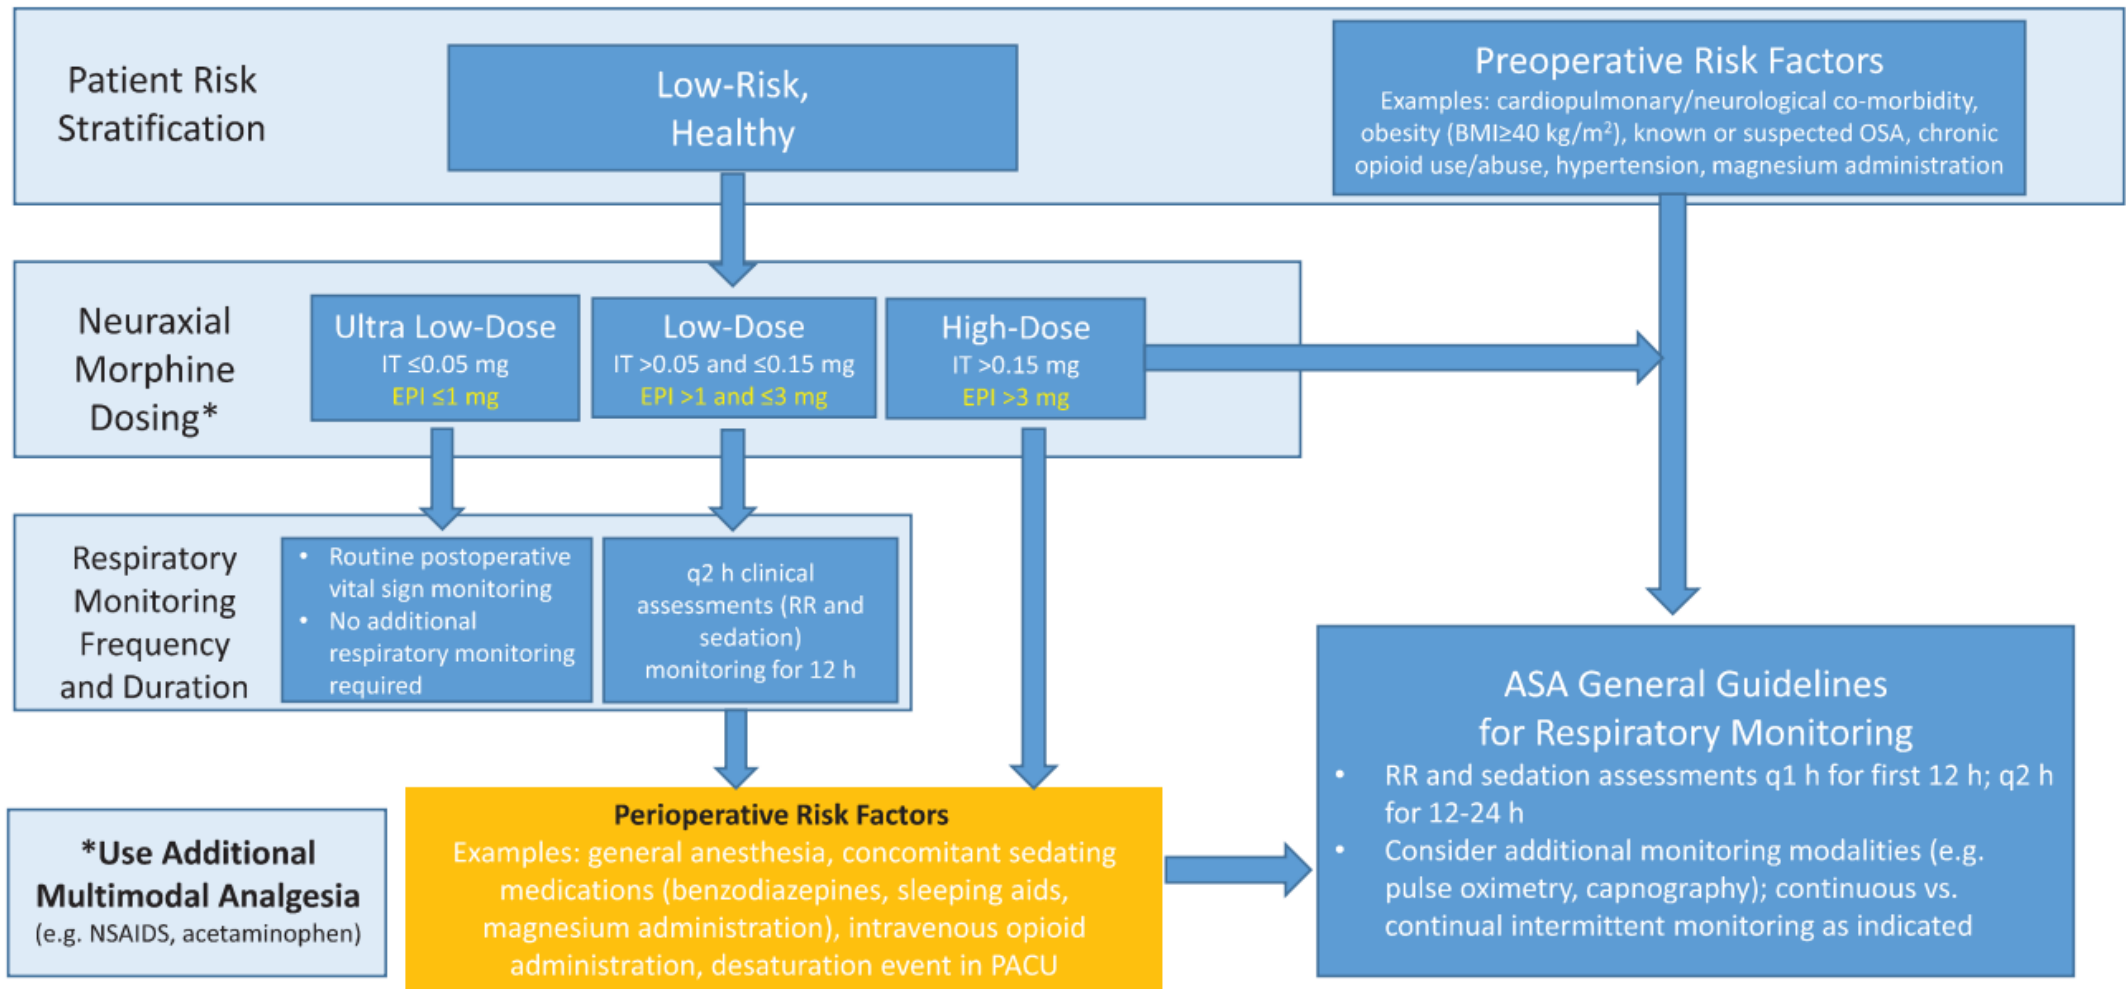 Patient Risk
Stratification
Low-Risk,
Healthy
Preoperative Risk Factors
Examples: cardiopulmonary/neurological co-morbidity,
obesity (BMI≥40 kg/m²), known or suspected OSA, chronic
opioid use/abuse, hypertension, magnesium administration
Neuraxial
Morphine
Dosing*
Ultra Low-Dose
IT ≤0.05 mg
EPI ≤1 mg
Low-Dose
IT >0.05 and ≤0.15 mg
EPI >1 and ≤3 mg
High-Dose
IT >0.15 mg
EPI >3 mg
Respiratory
Monitoring
Frequency
and Duration
• Routine postoperative
vital sign monitoring
• No additional
respiratory monitoring
required
q2 h clinical
assessments (RR and
sedation)
monitoring for 12 h
ASA General Guidelines
for Respiratory Monitoring
• RR and sedation assessments q1 h for first 12 h; q2 h
for 12-24 h
• Consider additional monitoring modalities (e.g.
pulse oximetry, capnography); continuous vs.
continual intermittent monitoring as indicated
*Use Additional
Multimodal Analgesia
(e.g. NSAIDS, acetaminophen)
Perioperative Risk Factors
Examples: general anesthesia, concomitant sedating
medications (benzodiazepines, sleeping aids,
magnesium administration), intravenous opioid
administration, desaturation event in PACU